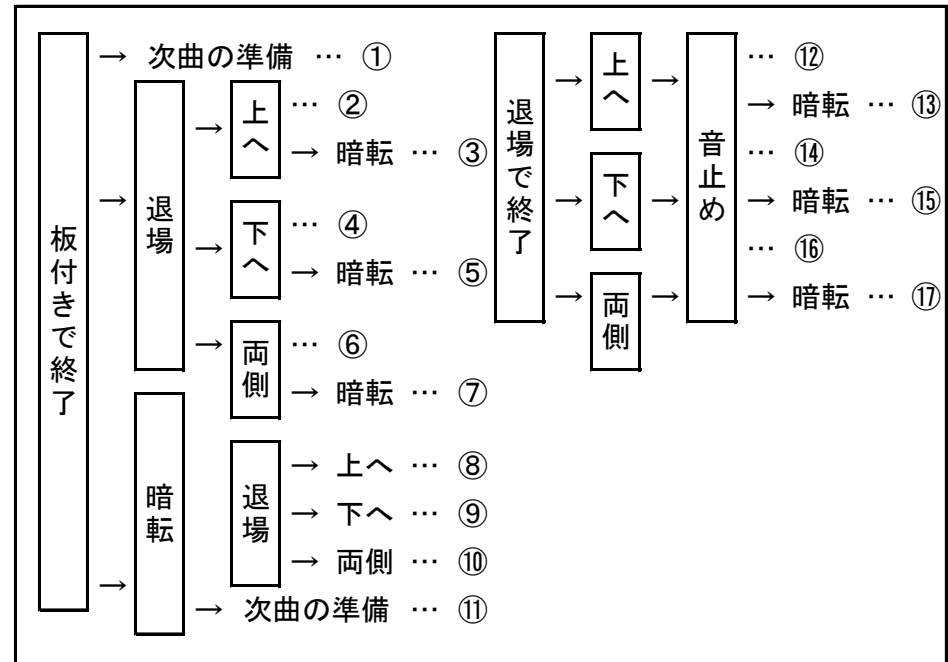 板付きで終了
→ 次曲の準備 … ①
→ 退場
→ 上へ … ②
→ 暗転 … ③
→ 下へ … ④
→ 暗転 … ⑤
→ 両側 … ⑥
→ 暗転 … ⑦
→ 暗転
退場
→ 上へ … ⑧
→ 下へ … ⑨
→ 両側 … ⑩
→ 次曲の準備 … ⑪
退場で終了
→ 上へ →
→ 下へ →
→ 両側 →
音止め
… ⑫
→ 暗転 … ⑬
… ⑭
→ 暗転 … ⑮
… ⑯
→ 暗転 … ⑰